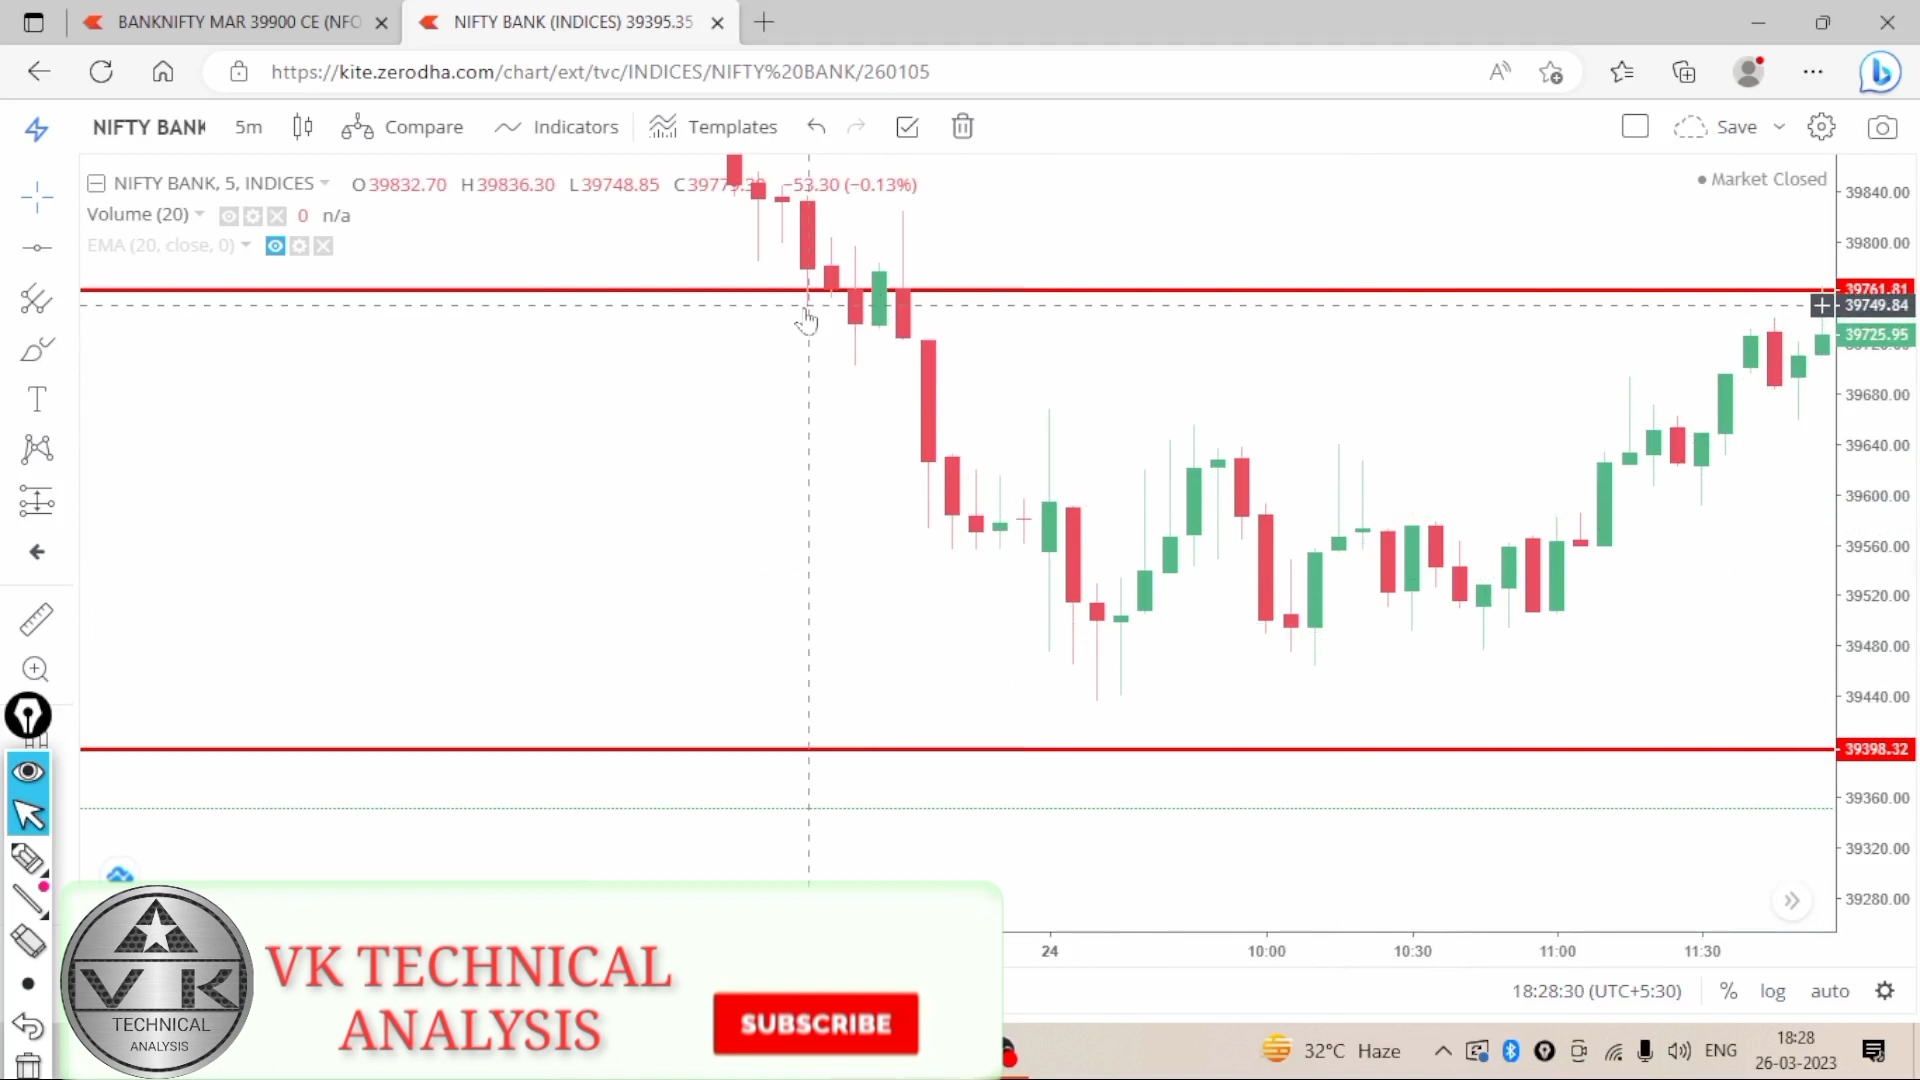 BANKNIFTY MAR 39900 CE (NFO
NIFTY BANK (INDICES) 39395.35
https://kite.zerodha.com/chart/ext/tvc/INDICES/NIFTY%20BANK/260105
NIFTY BANK 5m Compare Indicators Templates Save
NIFTY BANK, 5, INDICES O39832.70 H39836.30 L39748.85 −53.30 (−0.13%)
Market Closed
Volume (20) 0 n/a
EMA (20, close, 0)
39840.00
39800.00
39761.81
39749.84
39725.95
39680.00
39640.00
39600.00
39560.00
39520.00
39480.00
39440.00
39398.32
39360.00
39320.00
39280.00
24 10:00 10:30 11:00 11:30
18:28:30 (UTC+5:30) % log auto
VK
TECHNICAL
ANALYSIS
VK TECHNICAL
ANALYSIS
SUBSCRIBE
32°C Haze
ENG
18:28
26-03-2023